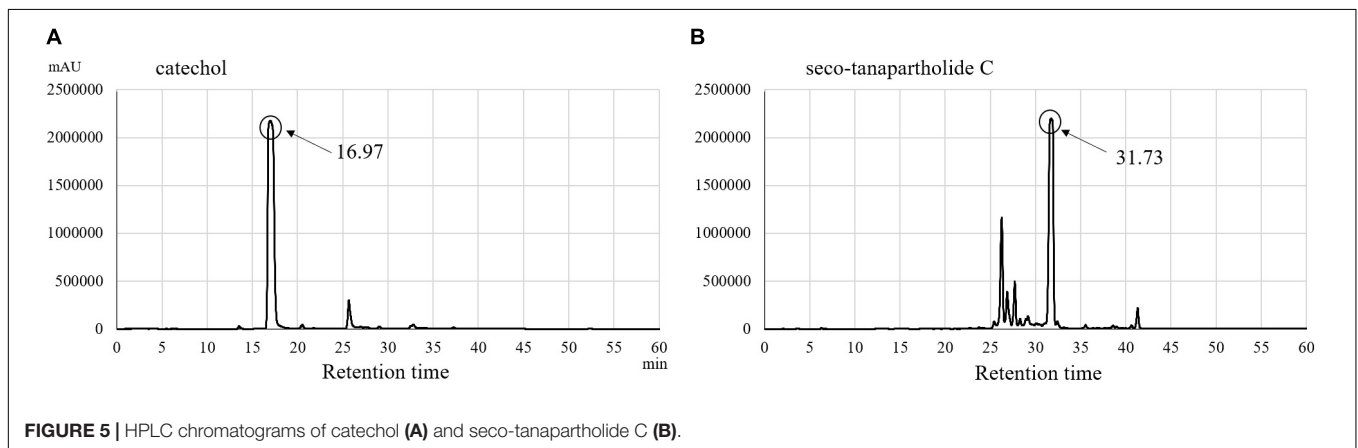 A
mAU
catechol
2500000
2000000
1500000
1000000
500000
0
16.97
0 5 10 15 20 25 30 35 40 45 50 55 60
min
Retention time
B
seco-tanapartholide C
2500000
2000000
1500000
1000000
500000
0
31.73
0 5 10 15 20 25 30 35 40 45 50 55 60
Retention time
FIGURE 5 | HPLC chromatograms of catechol (A) and seco-tanapartholide C (B).